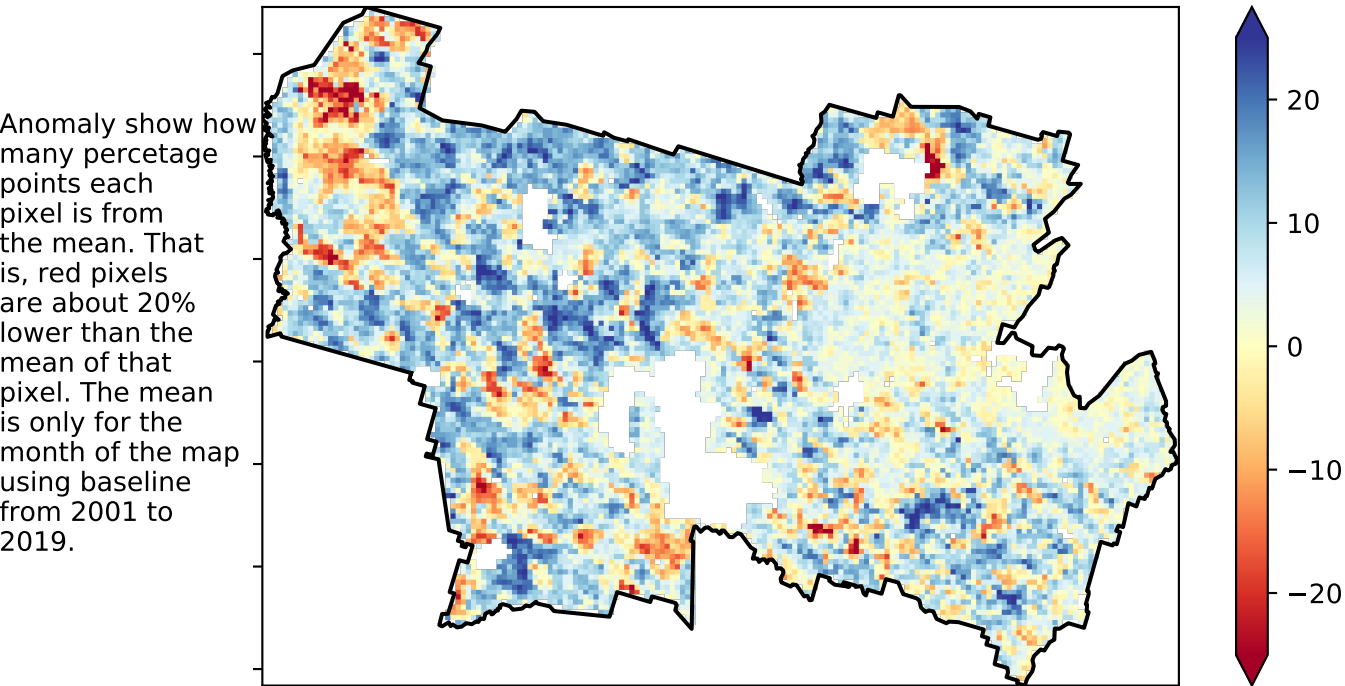 Anomaly show how
many percetage
points each
pixel is from
the mean. That
is, red pixels
are about 20%
lower than the
mean of that
pixel. The mean
is only for the
month of the map
using baseline
from 2001 to
2019.
20
10
0
−10
−20